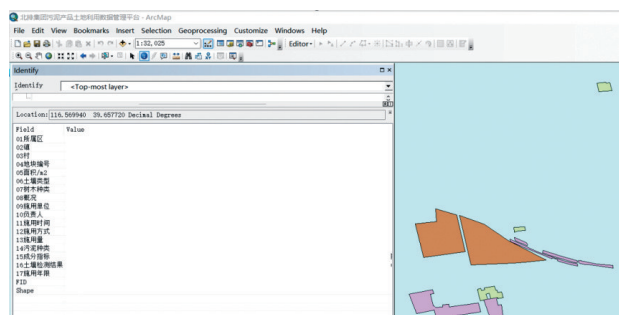 北排集团污泥产品土地利用数据管理平台 - ArcMap
File Edit View Bookmarks Insert Selection Geoprocessing Customize Windows Help
1:32,025 Editor
Identify
Identify <Top-most layer>
Location: 116.569940 39.657720 Decimal Degrees
Field Value
01所属区
02镇
03村
04地块编号
05面积/m2
06土壤类型
07树木种类
08概况
09施用单位
10负责人
11施用时间
12施用方式
13施用量
14污泥种类
15成分指标
16土壤检测结果
17施用年限
FID
Shape